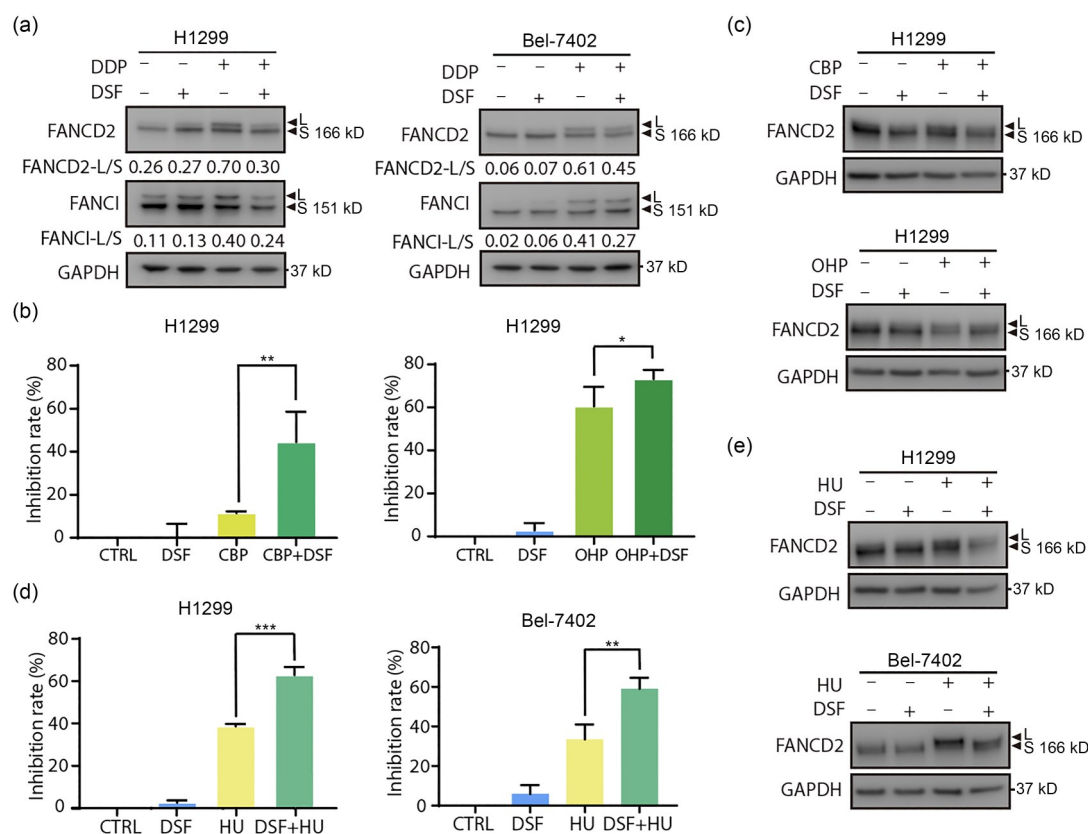 (a)
H1299
DDP − − + +
DSF − + − +
FANCD2
L
S 166 kD
FANCD2-L/S 0.26 0.27 0.70 0.30
FANCI
L
S 151 kD
FANCI-L/S 0.11 0.13 0.40 0.24
GAPDH
37 kD
Bel-7402
DDP − − + +
DSF − + − +
FANCD2
L
S 166 kD
FANCD2-L/S 0.06 0.07 0.61 0.45
FANCI
L
S 151 kD
FANCI-L/S 0.02 0.06 0.41 0.27
GAPDH
37 kD
(b)
H1299
Inhibition rate (%)
80
60
40
20
0
**
CTRL DSF CBP CBP+DSF
H1299
Inhibition rate (%)
80
60
40
20
0
*
CTRL DSF OHP OHP+DSF
(c)
H1299
CBP − − + +
DSF − + − +
FANCD2
L
S 166 kD
GAPDH
37 kD
H1299
OHP − − + +
DSF − + − +
FANCD2
L
S 166 kD
GAPDH
37 kD
(d)
H1299
Inhibition rate (%)
80
60
40
20
0
***
CTRL DSF HU DSF+HU
Bel-7402
Inhibition rate (%)
80
60
40
20
0
**
CTRL DSF HU DSF+HU
(e)
H1299
HU − − + +
DSF − + − +
FANCD2
L
S 166 kD
GAPDH
37 kD
Bel-7402
HU − − + +
DSF − + − +
FANCD2
L
S 166 kD
GAPDH
37 kD